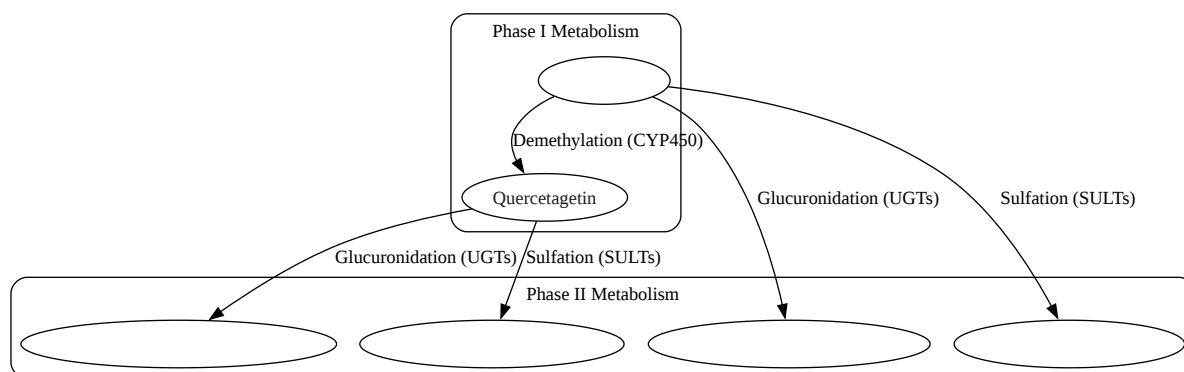 Phase I Metabolism
Demethylation (CYP450)
Quercetagetin
Glucuronidation (UGTs)
Sulfation (SULTs)
Glucuronidation (UGTs)
Sulfation (SULTs)
Phase II Metabolism